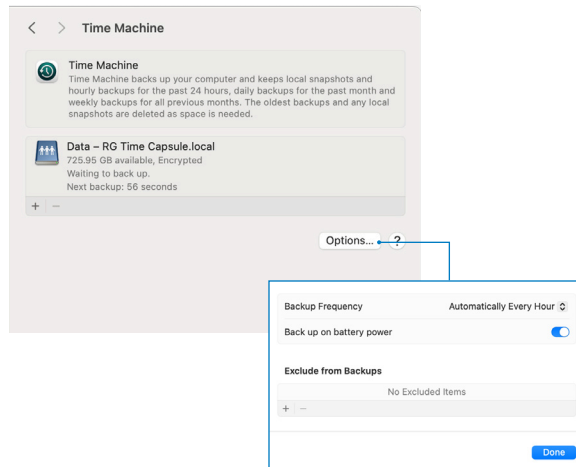 Time Machine
Time Machine
Time Machine backs up your computer and keeps local snapshots and
hourly backups for the past 24 hours, daily backups for the past month and
weekly backups for all previous months. The oldest backups and any local
snapshots are deleted as space is needed.
Data – RG Time Capsule.local
725.95 GB available, Encrypted
Waiting to back up.
Next backup: 56 seconds
+ −
Options... ?
Backup Frequency Automatically Every Hour
Back up on battery power
Exclude from Backups
No Excluded Items
+ −
Done